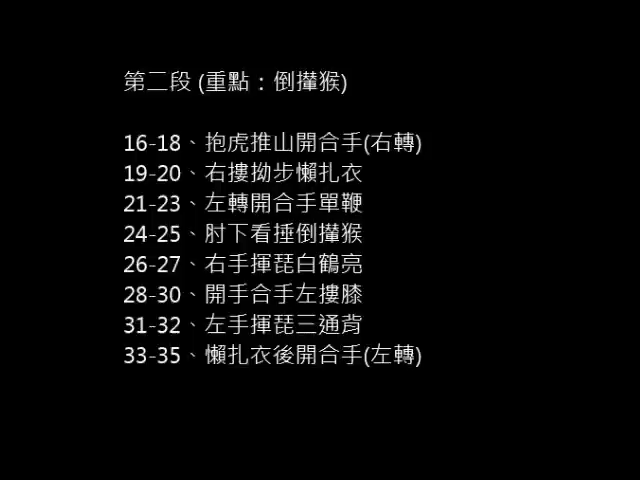 第二段 (重點：倒攆猴)
16-18、抱虎推山開合手(右轉)
19-20、右摟拗步懶扎衣
21-23、左轉開合手單鞭
24-25、肘下看捶倒攆猴
26-27、右手揮琵白鶴亮
28-30、開手合手左摟膝
31-32、左手揮琵三通背
33-35、懶扎衣後開合手(左轉)